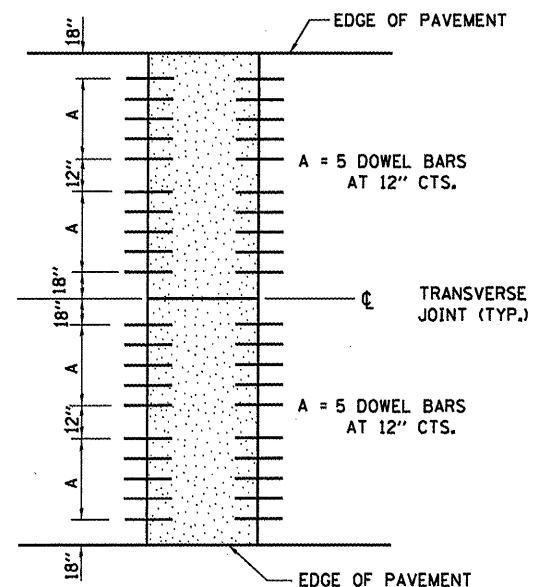 EDGE OF PAVEMENT
18"
A
12"
A = 5 DOWEL BARS
AT 12" CTS.
A
18"
℄
TRANSVERSE
JOINT (TYP.)
18"
A
12"
A = 5 DOWEL BARS
AT 12" CTS.
A
18"
EDGE OF PAVEMENT